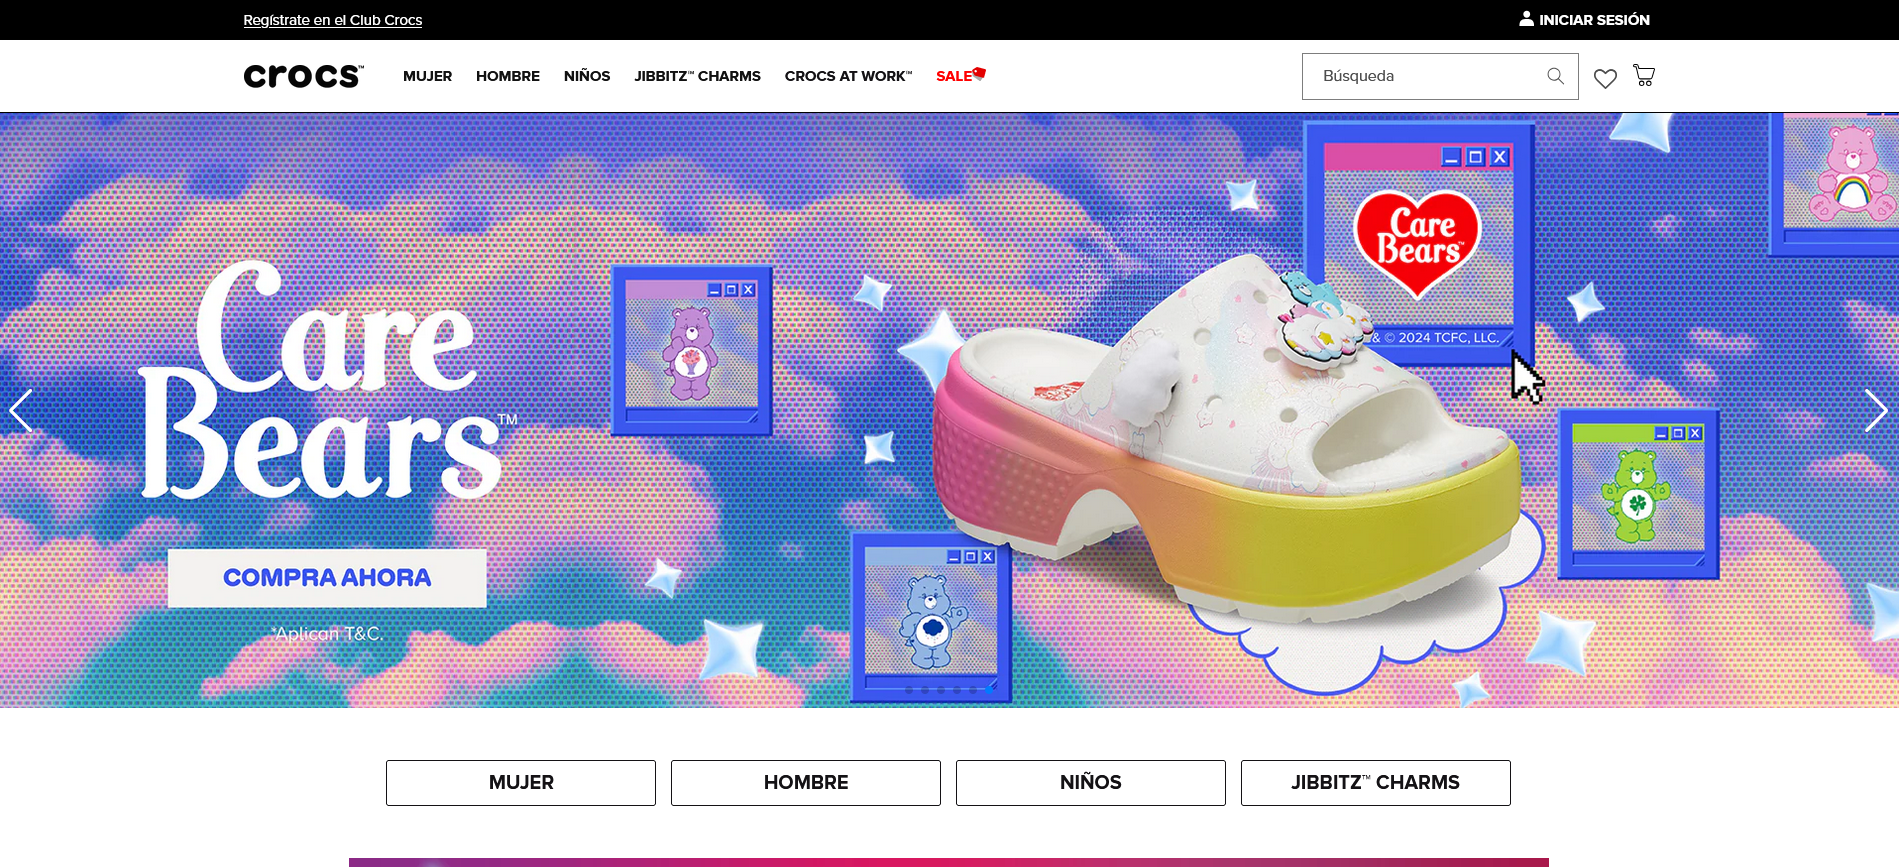 Regístrate en el Club Crocs
INICIAR SESIÓN
crocs™
MUJER
HOMBRE
NIÑOS
JIBBITZ™ CHARMS
CROCS AT WORK™
SALE
Búsqueda
Care
Bears™
COMPRA AHORA
*Aplican T&C.
Care
Bears™
& © 2024 TCFC, LLC.
MUJER
HOMBRE
NIÑOS
JIBBITZ™ CHARMS